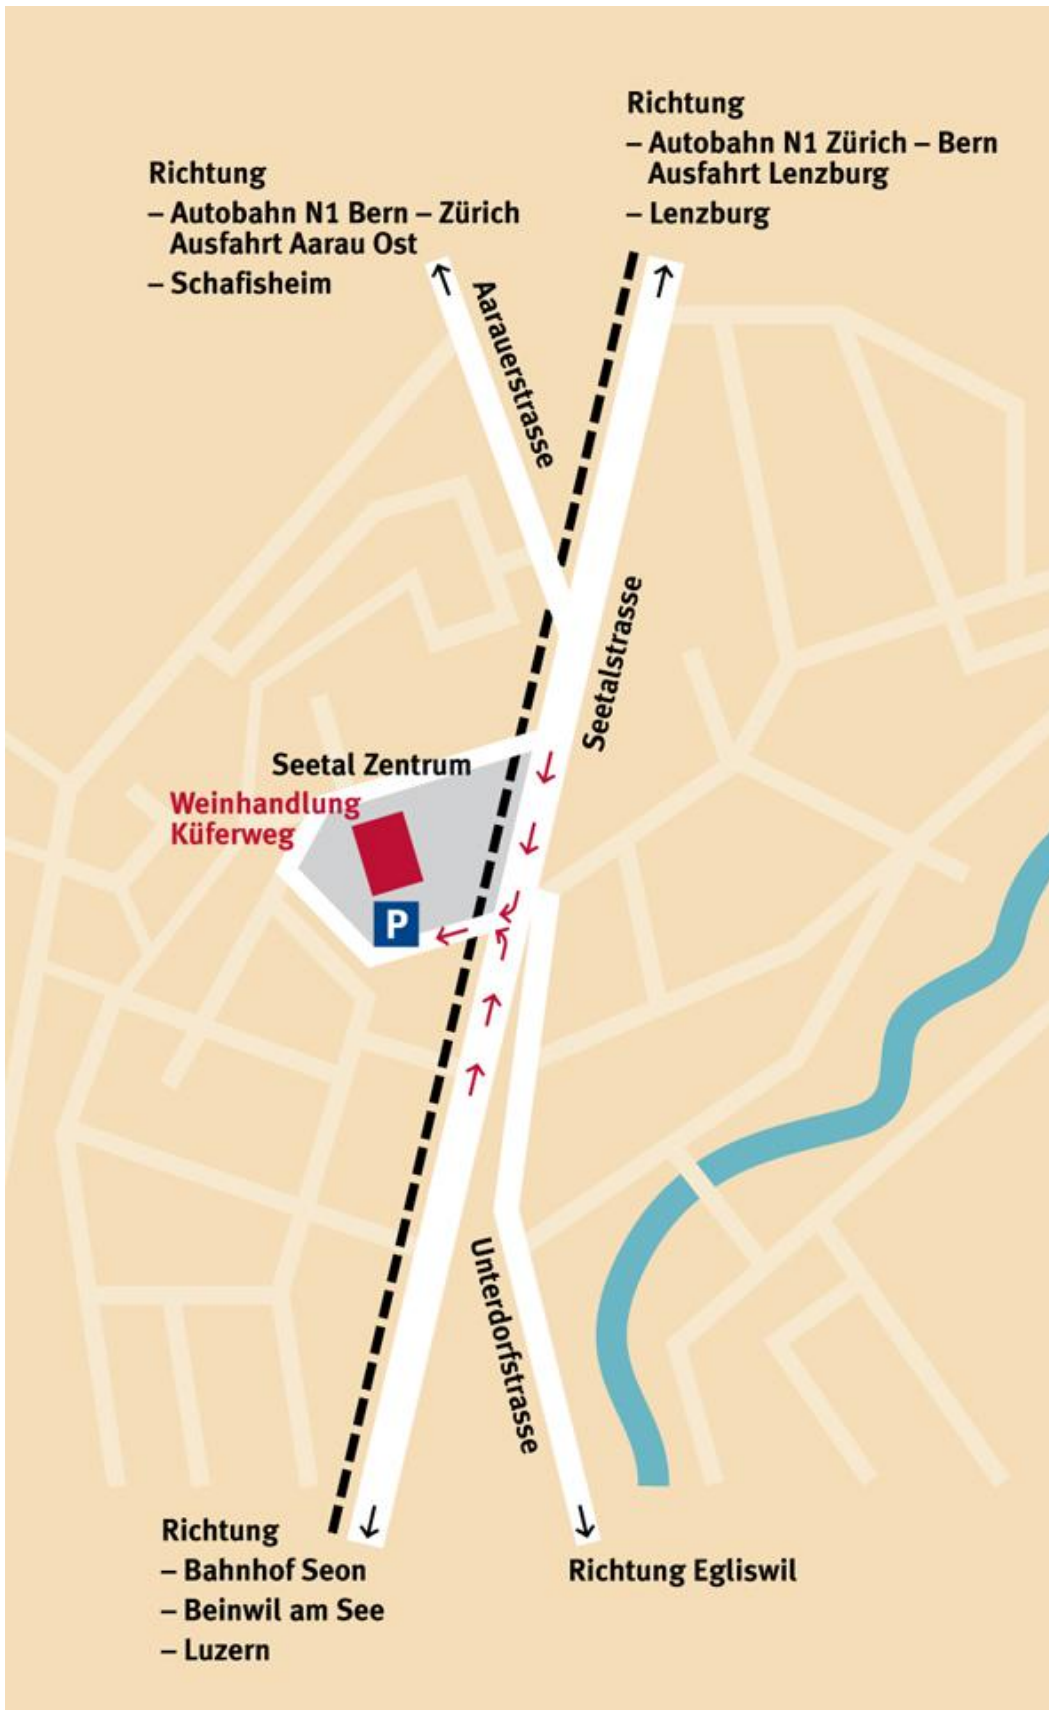 Richtung
– Autobahn N1 Zürich – Bern
Ausfahrt Lenzburg
– Lenzburg
Richtung
– Autobahn N1 Bern – Zürich
Ausfahrt Aarau Ost
– Schafisheim
Aarauerstrasse
Seetalstrasse
Seetal Zentrum
Weinhandlung
Küferweg
P
Unterdorfstrasse
Richtung
– Bahnhof Seon
– Beinwil am See
– Luzern
Richtung Egliswil